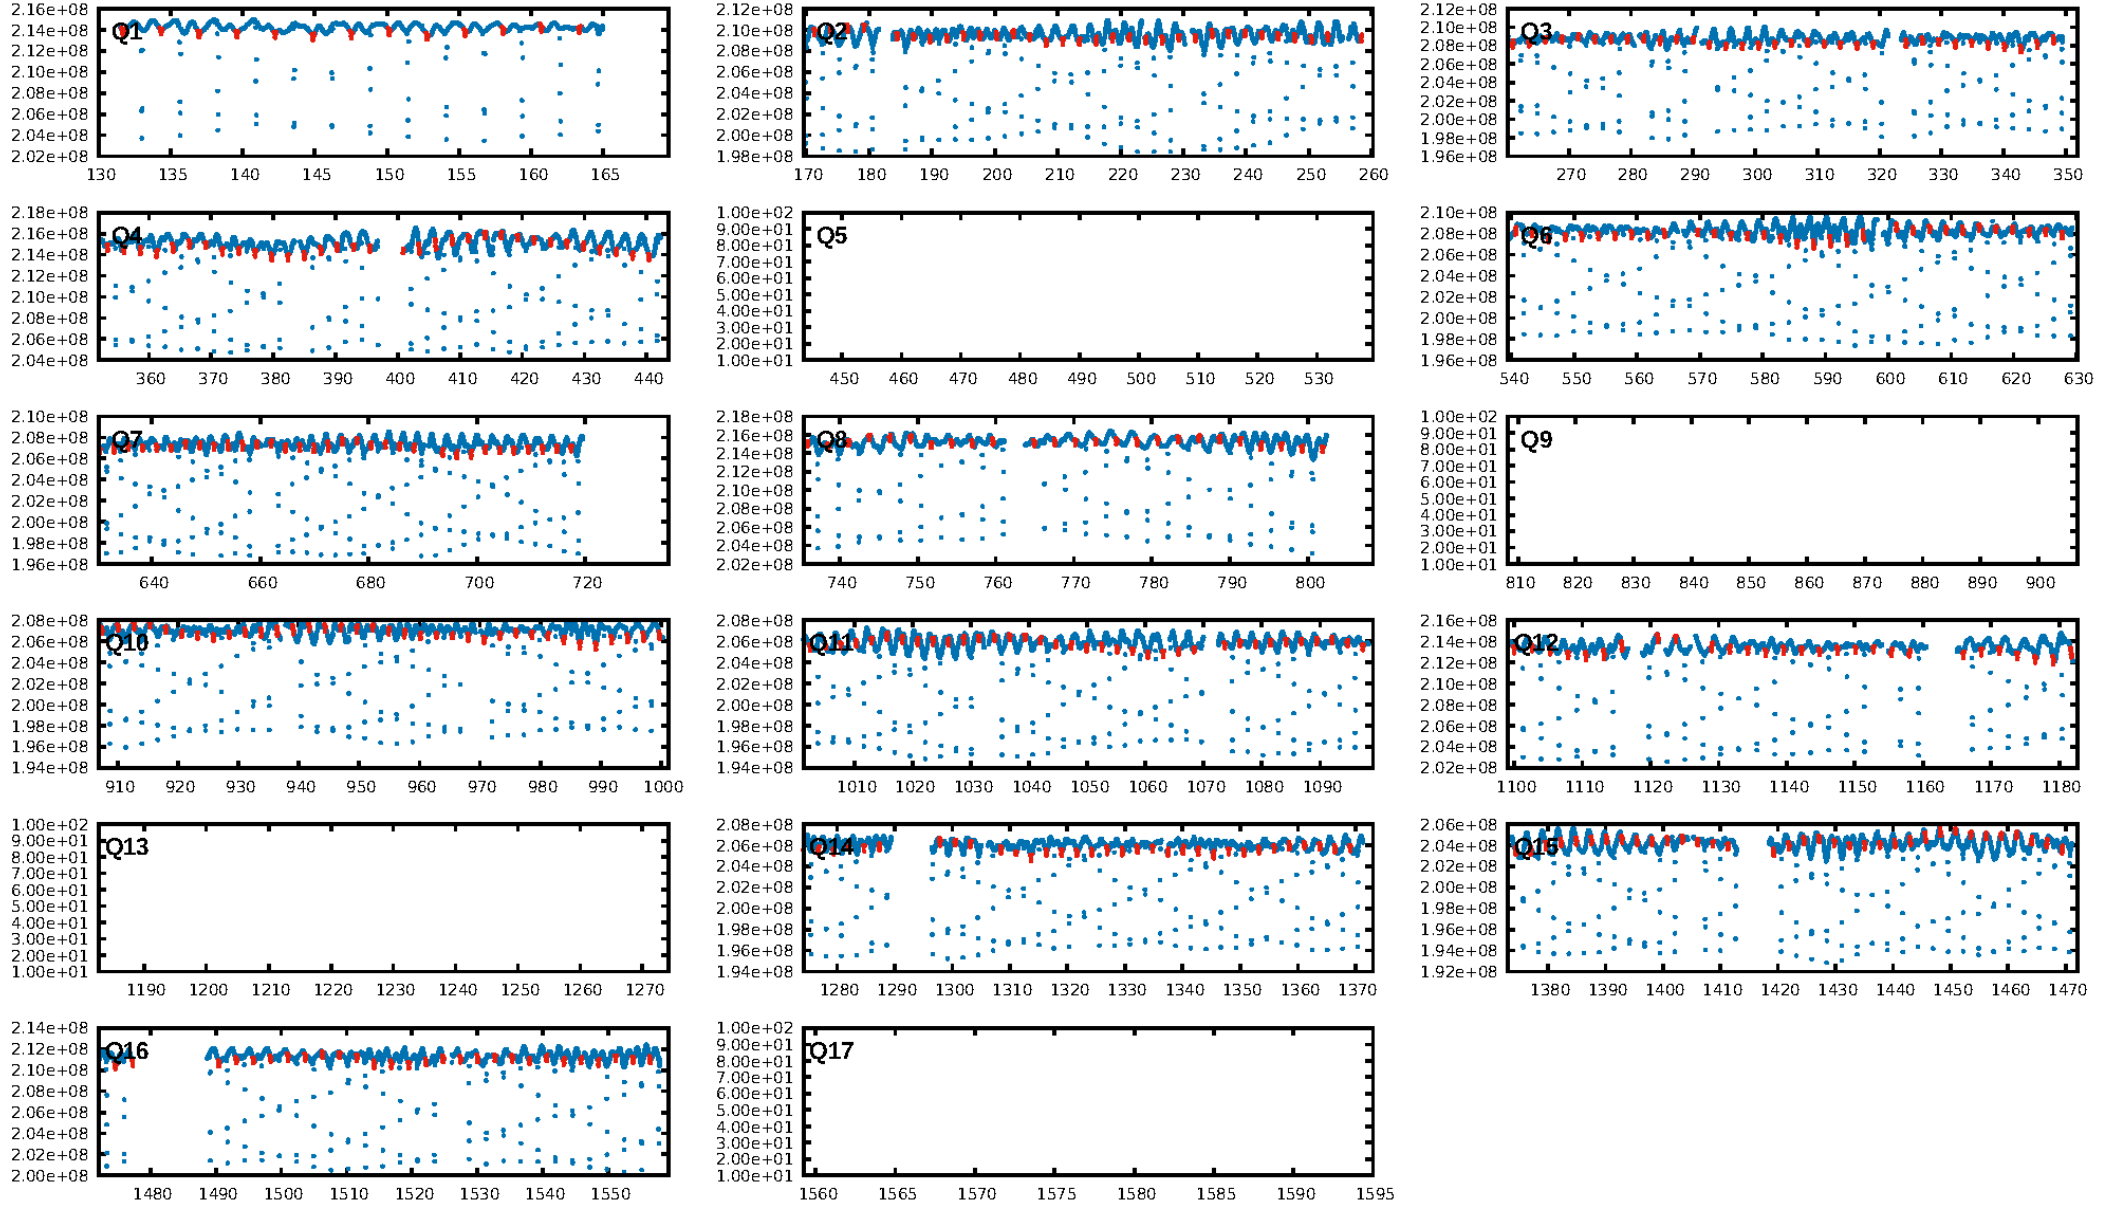 2.16e+08 2.14e+08 2.12e+08 2.10e+08 2.08e+08 2.06e+08 2.04e+08 2.02e+08
Q1
130 135 140 145 150 155 160 165
2.12e+08 2.10e+08 2.08e+08 2.06e+08 2.04e+08 2.02e+08 2.00e+08 1.98e+08
Q2
170 180 190 200 210 220 230 240 250 260
2.12e+08 2.10e+08 2.08e+08 2.06e+08 2.04e+08 2.02e+08 2.00e+08 1.98e+08 1.96e+08
Q3
270 280 290 300 310 320 330 340 350
2.18e+08 2.16e+08 2.14e+08 2.12e+08 2.10e+08 2.08e+08 2.06e+08 2.04e+08
Q4
360 370 380 390 400 410 420 430 440
1.00e+02 9.00e+01 8.00e+01 7.00e+01 6.00e+01 5.00e+01 4.00e+01 3.00e+01 2.00e+01 1.00e+01
Q5
450 460 470 480 490 500 510 520 530
2.10e+08 2.08e+08 2.06e+08 2.04e+08 2.02e+08 2.00e+08 1.98e+08 1.96e+08
Q6
540 550 560 570 580 590 600 610 620 630
2.10e+08 2.08e+08 2.06e+08 2.04e+08 2.02e+08 2.00e+08 1.98e+08 1.96e+08
Q7
640 660 680 700 720
2.18e+08 2.16e+08 2.14e+08 2.12e+08 2.10e+08 2.08e+08 2.06e+08 2.04e+08 2.02e+08
Q8
740 750 760 770 780 790 800
1.00e+02 9.00e+01 8.00e+01 7.00e+01 6.00e+01 5.00e+01 4.00e+01 3.00e+01 2.00e+01 1.00e+01
Q9
810 820 830 840 850 860 870 880 890 900
2.08e+08 2.06e+08 2.04e+08 2.02e+08 2.00e+08 1.98e+08 1.96e+08 1.94e+08
Q10
910 920 930 940 950 960 970 980 990 1000
2.08e+08 2.06e+08 2.04e+08 2.02e+08 2.00e+08 1.98e+08 1.96e+08 1.94e+08
Q11
1010 1020 1030 1040 1050 1060 1070 1080 1090
2.16e+08 2.14e+08 2.12e+08 2.10e+08 2.08e+08 2.06e+08 2.04e+08 2.02e+08
Q12
1100 1110 1120 1130 1140 1150 1160 1170 1180
1.00e+02 9.00e+01 8.00e+01 7.00e+01 6.00e+01 5.00e+01 4.00e+01 3.00e+01 2.00e+01 1.00e+01
Q13
1190 1200 1210 1220 1230 1240 1250 1260 1270
2.08e+08 2.06e+08 2.04e+08 2.02e+08 2.00e+08 1.98e+08 1.96e+08 1.94e+08
Q14
1280 1290 1300 1310 1320 1330 1340 1350 1360 1370
2.06e+08 2.04e+08 2.02e+08 2.00e+08 1.98e+08 1.96e+08 1.94e+08 1.92e+08
Q15
1380 1390 1400 1410 1420 1430 1440 1450 1460 1470
2.14e+08 2.12e+08 2.10e+08 2.08e+08 2.06e+08 2.04e+08 2.02e+08 2.00e+08
Q16
1480 1490 1500 1510 1520 1530 1540 1550
1.00e+02 9.00e+01 8.00e+01 7.00e+01 6.00e+01 5.00e+01 4.00e+01 3.00e+01 2.00e+01 1.00e+01
Q17
1560 1565 1570 1575 1580 1585 1590 1595